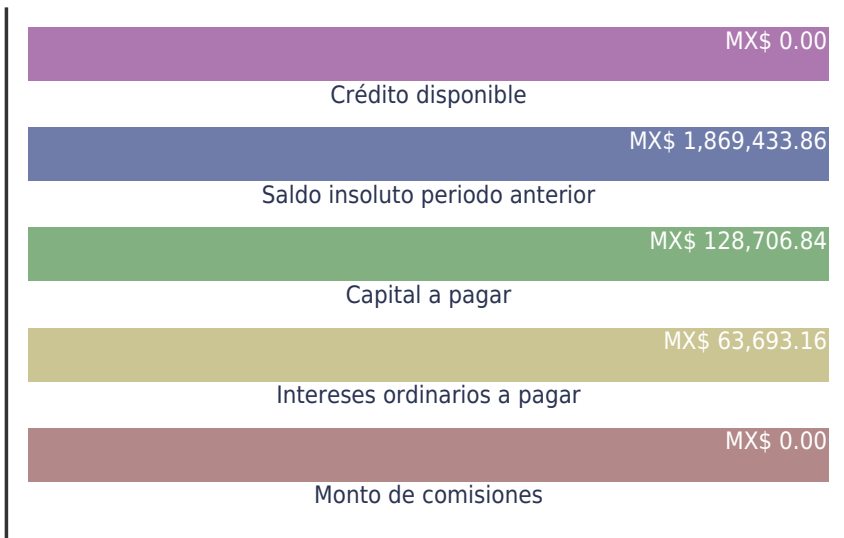 MX$ 0.00
Crédito disponible
MX$ 1,869,433.86
Saldo insoluto periodo anterior
MX$ 128,706.84
Capital a pagar
MX$ 63,693.16
Intereses ordinarios a pagar
MX$ 0.00
Monto de comisiones